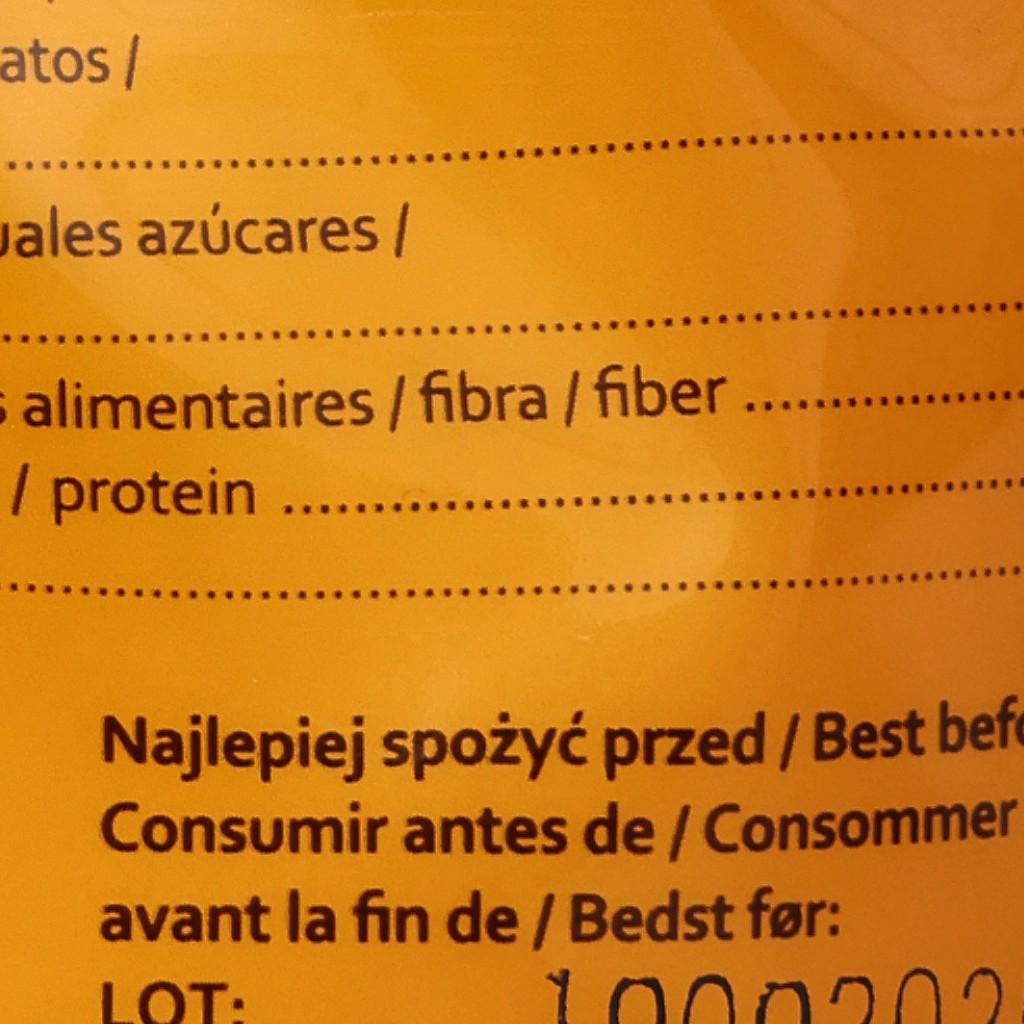 atos /
uales azúcares /
s alimentaires / fibra / fiber
/ protein
Najlepiej spożyć przed / Best befo
Consumir antes de / Consommer
avant la fin de / Bedst før:
LOT: